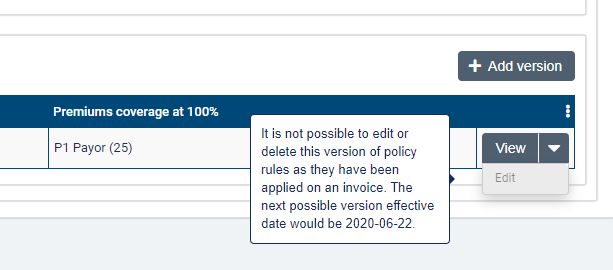 Add version
Premiums coverage at 100%
P1 Payor (25)
It is not possible to edit or
delete this version of policy
rules as they have been
applied on an invoice. The
next possible version effective
date would be 2020-06-22.
View
Edit